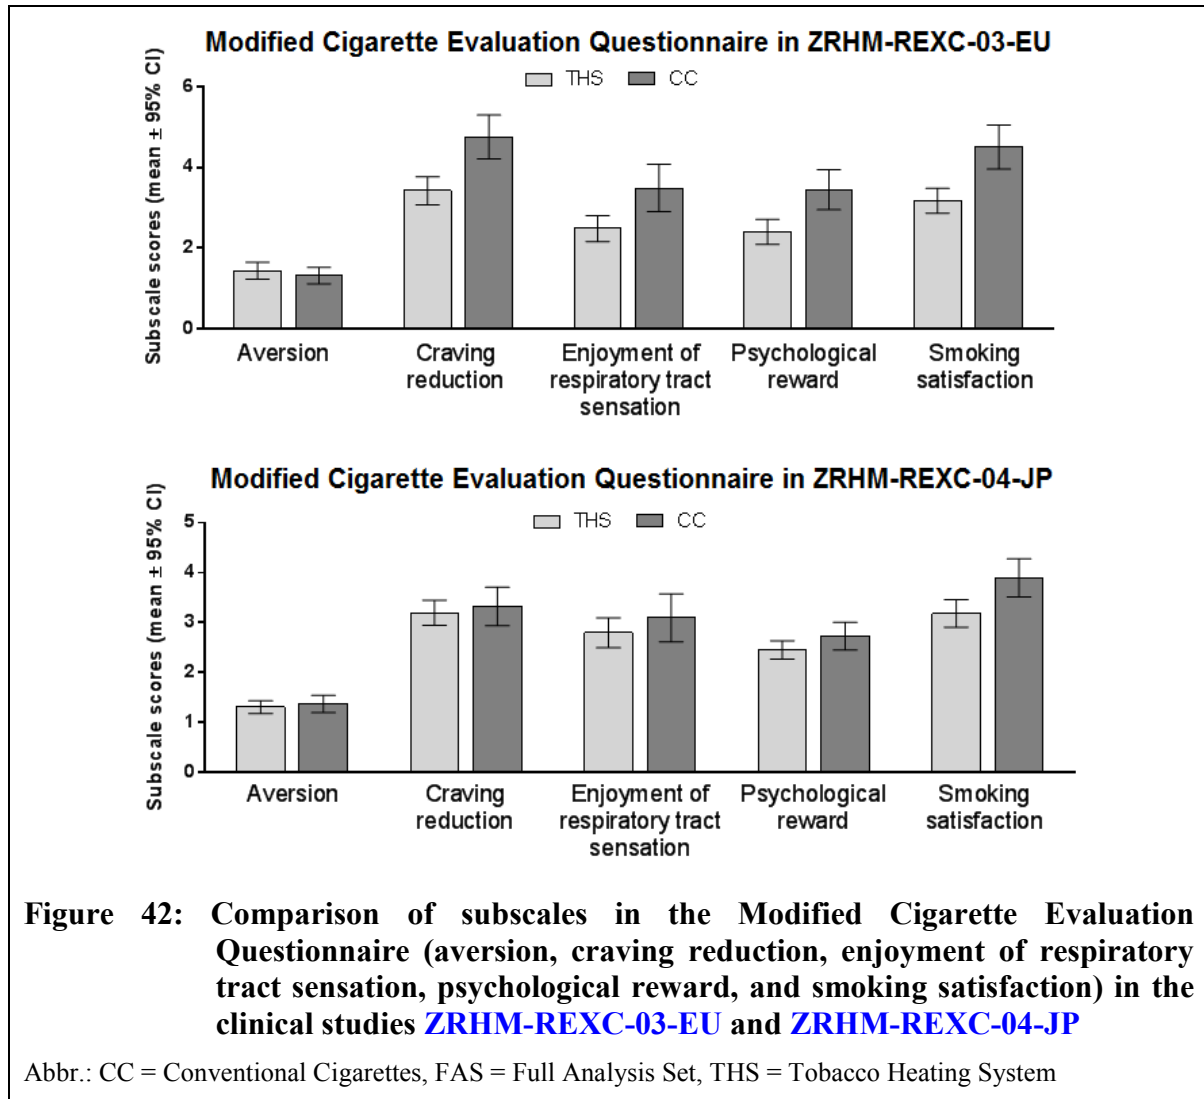 Modified Cigarette Evaluation Questionnaire in ZRHM-REXC-03-EU
THS CC
Subscale scores (mean ± 95% CI)
6
4
2
0
Aversion
Craving
reduction
Enjoyment of
respiratory tract
sensation
Psychological
reward
Smoking
satisfaction
Modified Cigarette Evaluation Questionnaire in ZRHM-REXC-04-JP
THS CC
Subscale scores (mean ± 95% CI)
5
4
3
2
1
0
Aversion
Craving
reduction
Enjoyment of
respiratory tract
sensation
Psychological
reward
Smoking
satisfaction
Figure 42: Comparison of subscales in the Modified Cigarette Evaluation
Questionnaire (aversion, craving reduction, enjoyment of respiratory
tract sensation, psychological reward, and smoking satisfaction) in the
clinical studies ZRHM-REXC-03-EU and ZRHM-REXC-04-JP
Abbr.: CC = Conventional Cigarettes, FAS = Full Analysis Set, THS = Tobacco Heating System